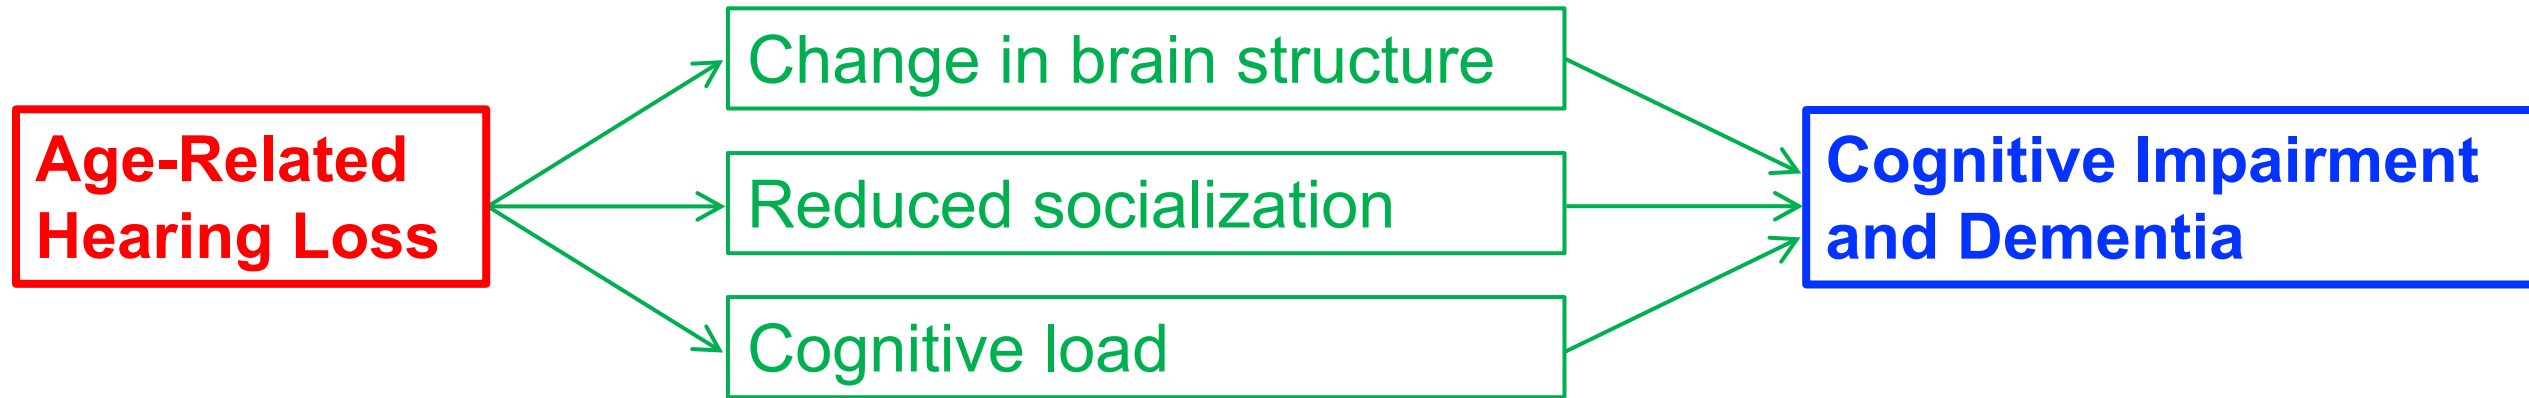 Age-Related
Hearing Loss
Change in brain structure
Reduced socialization
Cognitive load
Cognitive Impairment
and Dementia